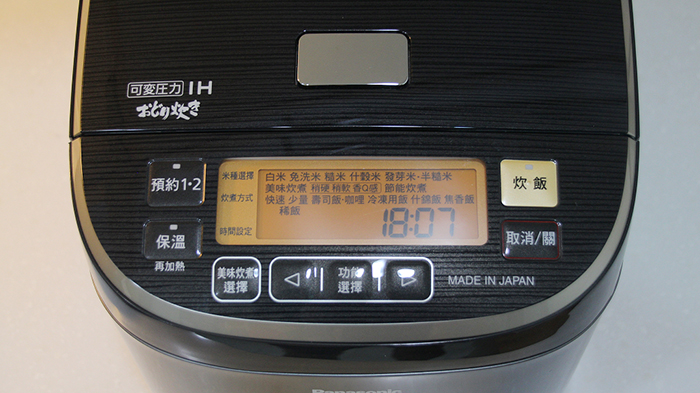 可変圧力 IH
おどり炊き
預約1・2
保溫
再加熱
米種選擇
炊煮方式
時間設定
白米 免洗米 糙米 什穀米 發芽米・半糙米
美味炊煮 稍硬 稍軟 香Q感 節能炊煮
快速 少量 壽司飯・咖哩 冷凍用飯 什錦飯 焦香飯
稀飯
18:07
炊飯
取消/關
美味炊煮
選擇
功能
選擇
MADE IN JAPAN
Panasonic